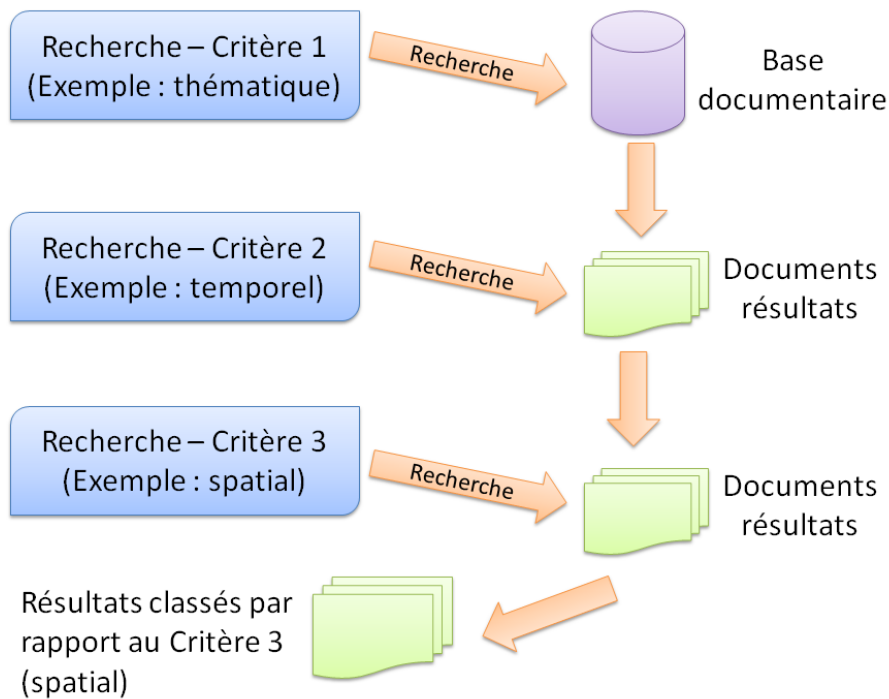 Recherche – Critère 1
(Exemple : thématique)
Recherche
Base
documentaire
Recherche – Critère 2
(Exemple : temporel)
Recherche
Documents
résultats
Recherche – Critère 3
(Exemple : spatial)
Recherche
Documents
résultats
Résultats classés par
rapport au Critère 3
(spatial)